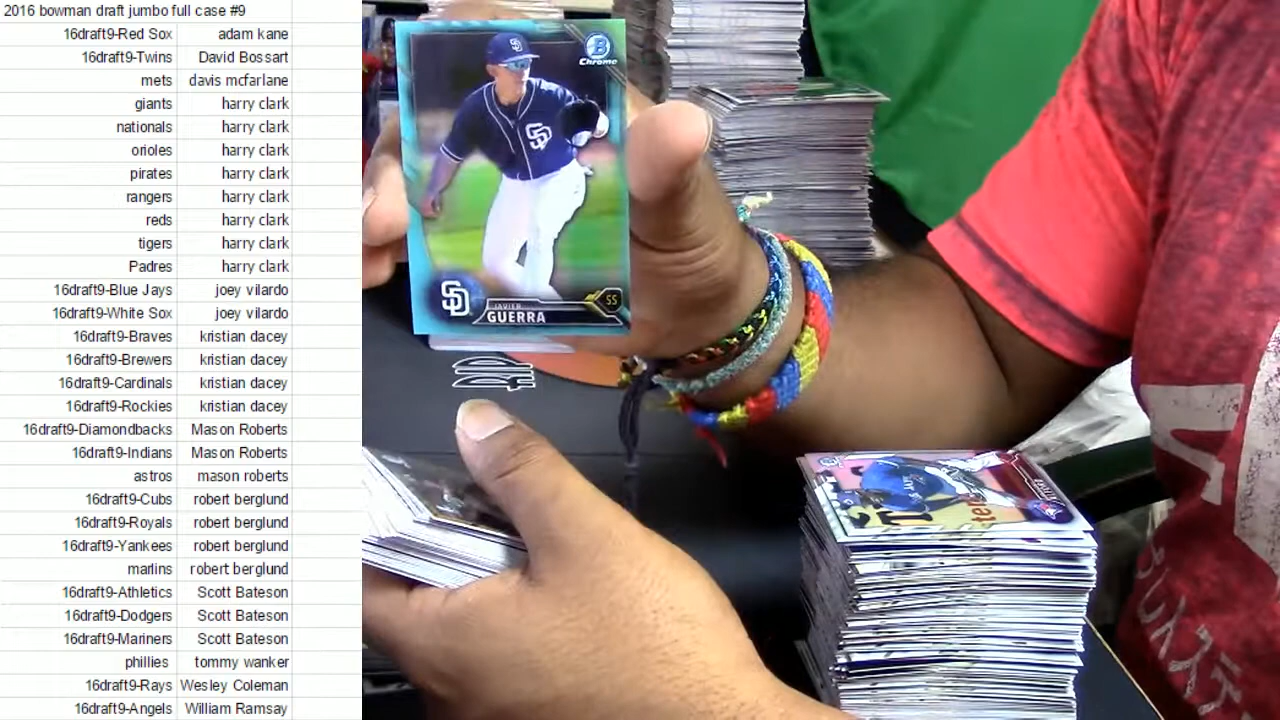 2016 bowman draft jumbo full case #9
16draft9-Red Sox adam kane
16draft9-Twins David Bossart
mets davis mcfarlane
giants harry clark
nationals harry clark
orioles harry clark
pirates harry clark
rangers harry clark
reds harry clark
tigers harry clark
Padres harry clark
16draft9-Blue Jays joey vilardo
16draft9-White Sox joey vilardo
16draft9-Braves kristian dacey
16draft9-Brewers kristian dacey
16draft9-Cardinals kristian dacey
16draft9-Rockies kristian dacey
16draft9-Diamondbacks Mason Roberts
16draft9-Indians Mason Roberts
astros mason roberts
16draft9-Cubs robert berglund
16draft9-Royals robert berglund
16draft9-Yankees robert berglund
marlins robert berglund
16draft9-Athletics Scott Bateson
16draft9-Dodgers Scott Bateson
16draft9-Mariners Scott Bateson
phillies tommy wanker
16draft9-Rays Wesley Coleman
16draft9-Angels William Ramsay
B
Chrome
SD
SD
SD
JAVIER
GUERRA
SS